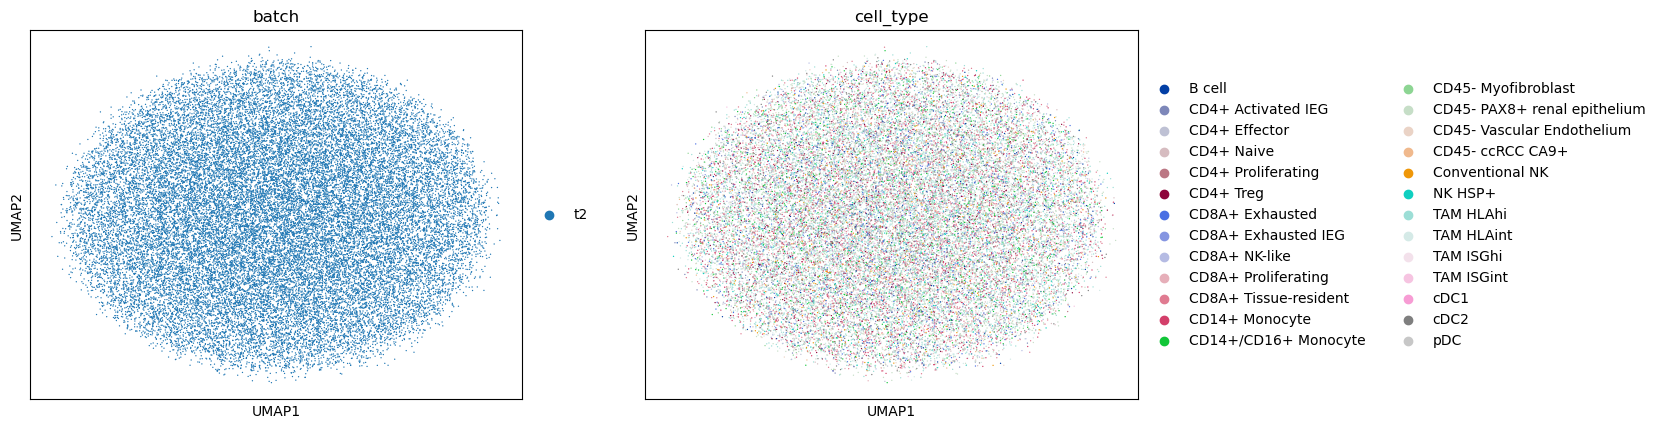 batch
UMAP2
UMAP1
t2
cell_type
UMAP2
UMAP1
B cell
CD4+ Activated IEG
CD4+ Effector
CD4+ Naive
CD4+ Proliferating
CD4+ Treg
CD8A+ Exhausted
CD8A+ Exhausted IEG
CD8A+ NK-like
CD8A+ Proliferating
CD8A+ Tissue-resident
CD14+ Monocyte
CD14+/CD16+ Monocyte
CD45- Myofibroblast
CD45- PAX8+ renal epithelium
CD45- Vascular Endothelium
CD45- ccRCC CA9+
Conventional NK
NK HSP+
TAM HLAhi
TAM HLAint
TAM ISGhi
TAM ISGint
cDC1
cDC2
pDC